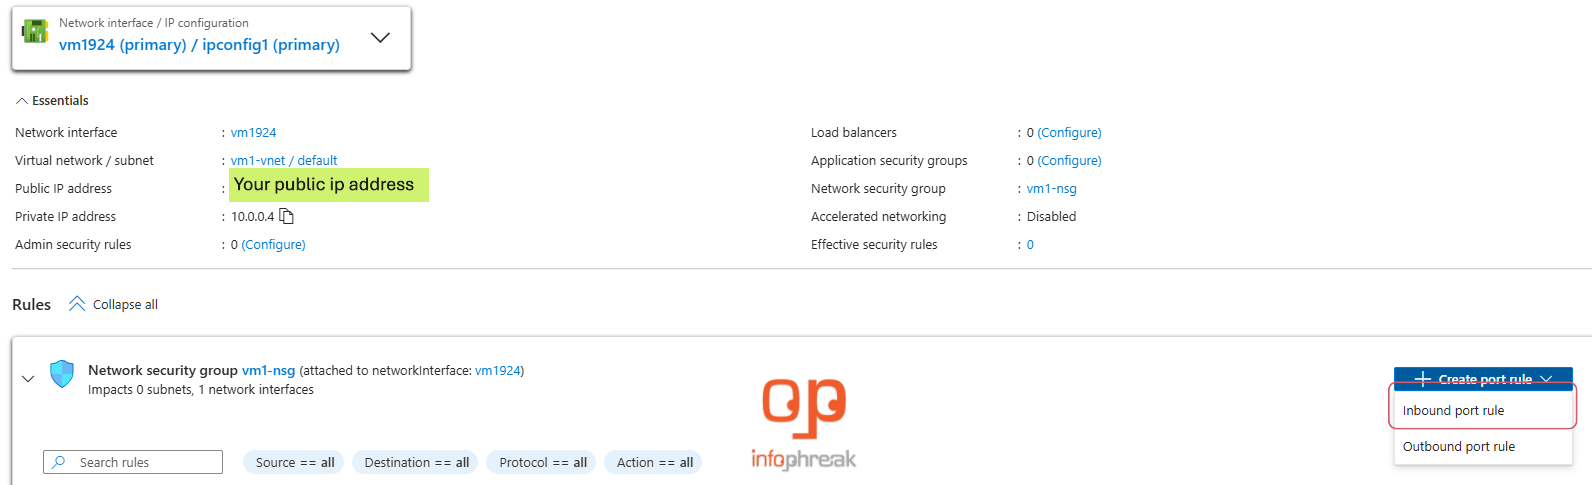 Network interface / IP configuration
vm1924 (primary) / ipconfig1 (primary)
Essentials
Network interface : vm1924
Virtual network / subnet : vm1-vnet / default
Public IP address : Your public ip address
Private IP address : 10.0.0.4
Admin security rules : 0 (Configure)
Load balancers : 0 (Configure)
Application security groups : 0 (Configure)
Network security group : vm1-nsg
Accelerated networking : Disabled
Effective security rules : 0
Rules Collapse all
Network security group vm1-nsg (attached to networkInterface: vm1924)
Impacts 0 subnets, 1 network interfaces
Create port rule
Inbound port rule
Outbound port rule
Search rules Source == all Destination == all Protocol == all Action == all
infophreak